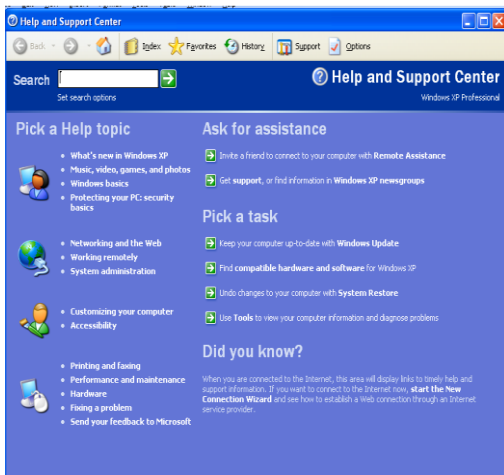 Help and Support Center
Back
Index
Favorites
History
Support
Options
Search
Set search options
Help and Support Center
Windows XP Professional
Pick a Help topic
What's new in Windows XP
Music, video, games, and photos
Windows basics
Protecting your PC: security
basics
Networking and the Web
Working remotely
System administration
Customizing your computer
Accessibility
Printing and faxing
Performance and maintenance
Hardware
Fixing a problem
Send your feedback to Microsoft
Ask for assistance
Invite a friend to connect to your computer with Remote Assistance
Get support, or find information in Windows XP newsgroups
Pick a task
Keep your computer up-to-date with Windows Update
Find compatible hardware and software for Windows XP
Undo changes to your computer with System Restore
Use Tools to view your computer information and diagnose problems
Did you know?
When you are connected to the Internet, this area will display links to timely help and
support information. If you want to connect to the Internet now, start the New
Connection Wizard and see how to establish a Web connection through an Internet
service provider.